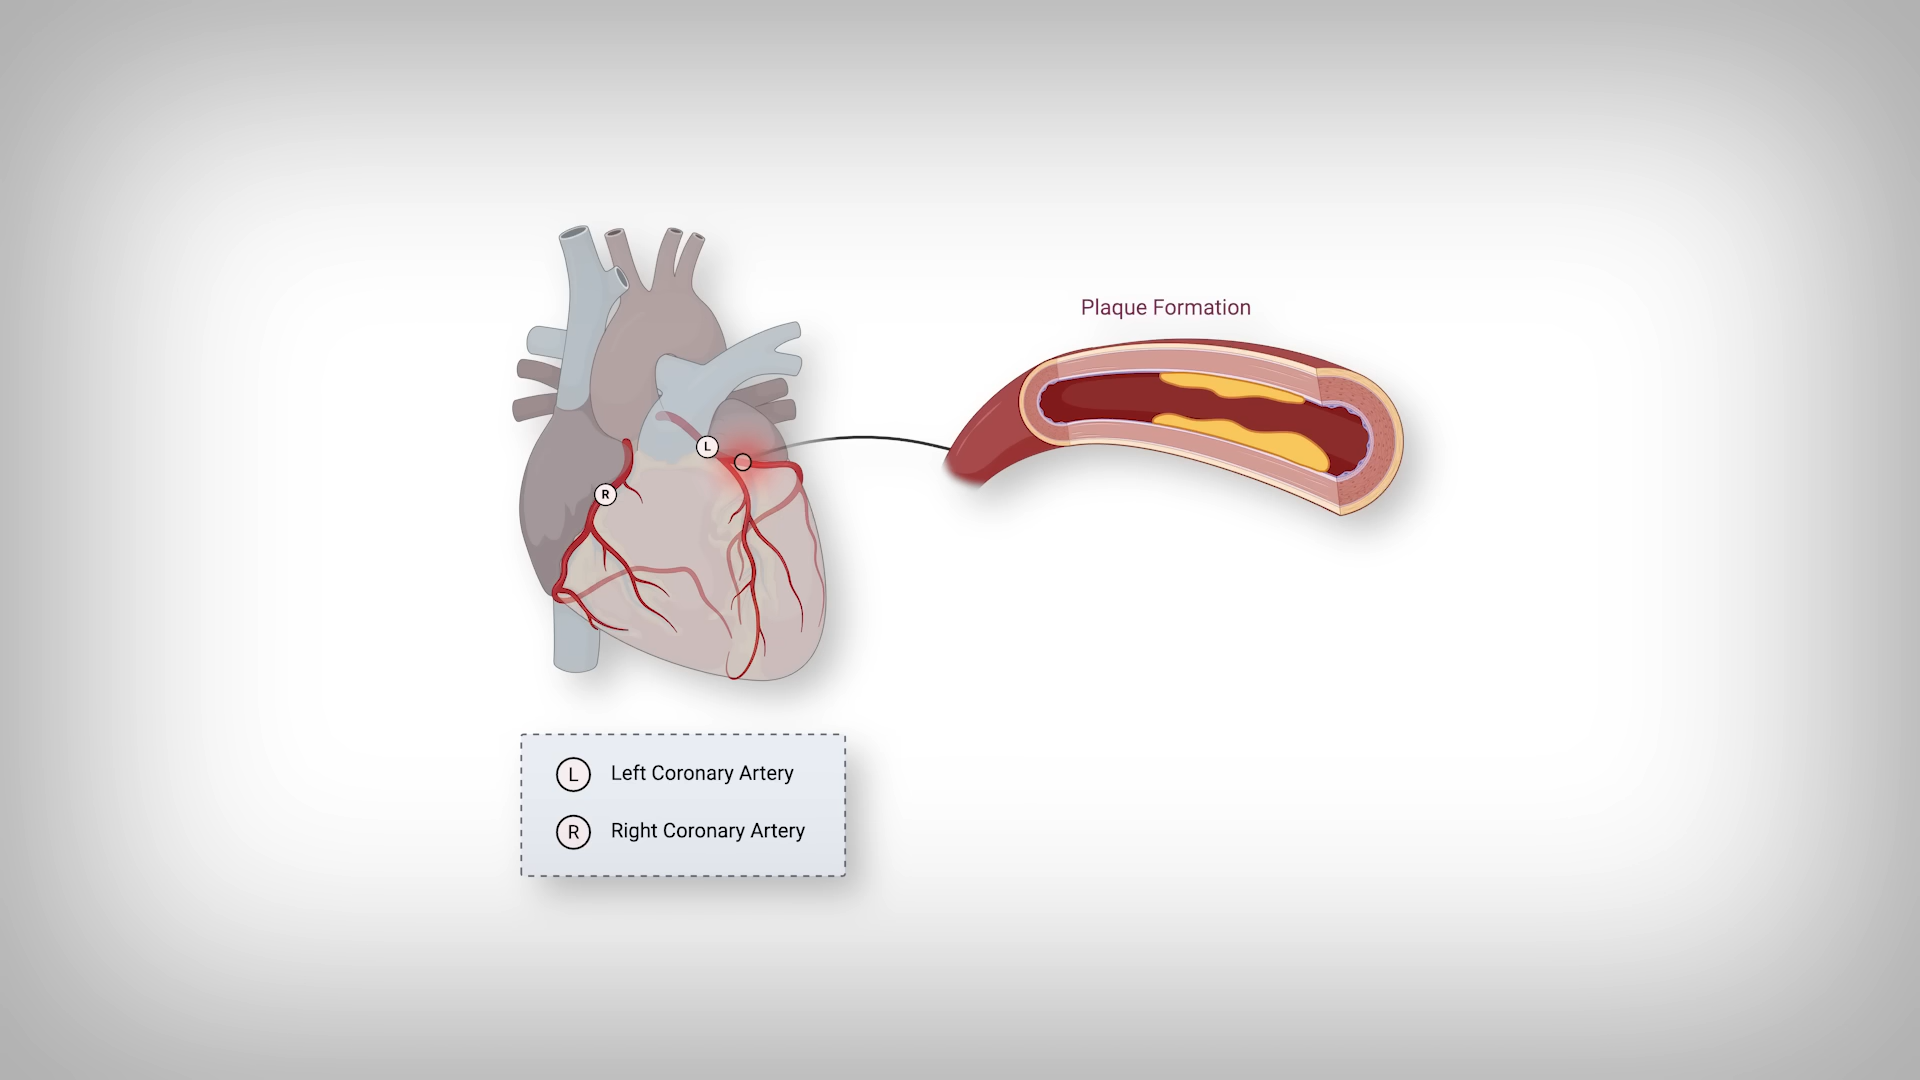 Plaque Formation
L
R
L Left Coronary Artery
R Right Coronary Artery